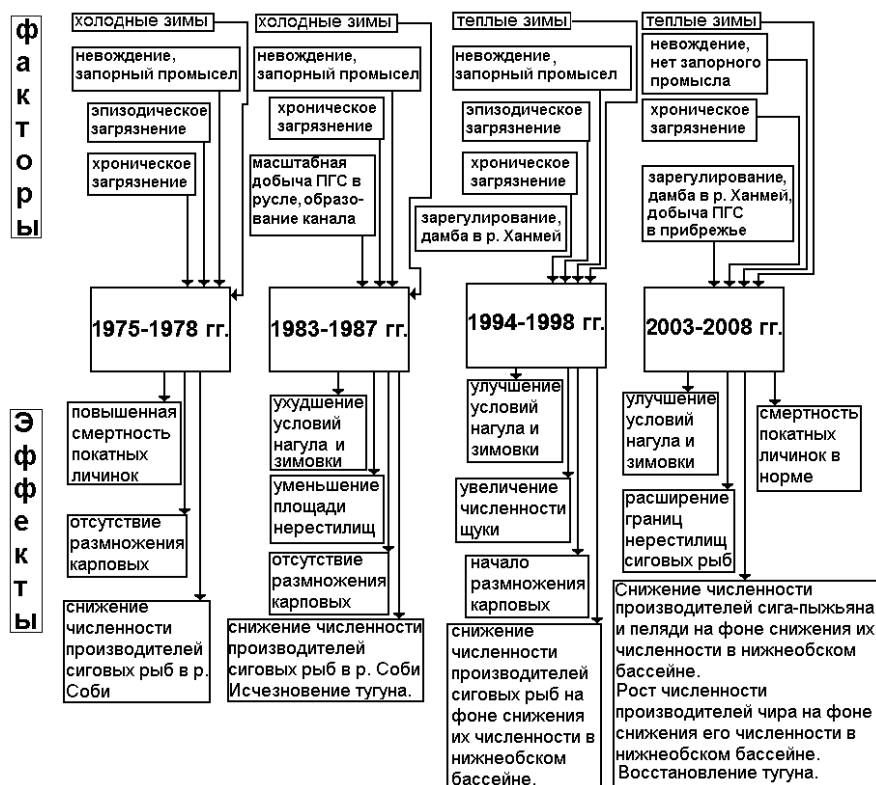 факторы
холодные зимы
невождение,
запорный промысел
эпизодическое
загрязнение
хроническое
загрязнение
1975-1978 гг.
холодные зимы
невождение,
запорный промысел
хроническое
загрязнение
масштабная
добыча ПГС в
русле, образо-
вание канала
1983-1987 гг.
теплые зимы
невождение,
запорный промысел
эпизодическое
загрязнение
хроническое
загрязнение
зарегулирование,
дамба в р. Ханмей
1994-1998 гг.
теплые зимы
невождение,
нет запорного
промысла
хроническое
загрязнение
зарегулирование,
дамба в р. Ханмей,
добыча ПГС
в прибрежье
2003-2008 гг.
Эффекты
повышенная
смертность
покатных
личинок
отсутствие
размножения
карповых
снижение
численности
производителей
сиговых рыб в р.
Соби
ухудшение
условий
нагула и
зимовки
уменьшение
площади
нерестилищ
отсутствие
размножения
карповых
снижение численности
производителей
сиговых рыб в р. Соби
Исчезновение тугуна.
улучшение
условий
нагула и
зимовки
увеличение
численности
щуки
начало
размножения
карповых
снижение
численности
производителей
сиговых рыб на
фоне снижения
их численности в
нижнеобском
бассейне.
улучшение
условий
нагула и
зимовки
смертность
покатных
личинок в
норме
расширение
границ
нерестилищ
сиговых рыб
Снижение численности
производителей сига-пыжьяна
и пеляди на фоне снижения их
численности в нижнеобском
бассейне.
Рост численности
производителей чира на фоне
снижения его численности в
нижнеобском бассейне.
Восстановление тугуна.